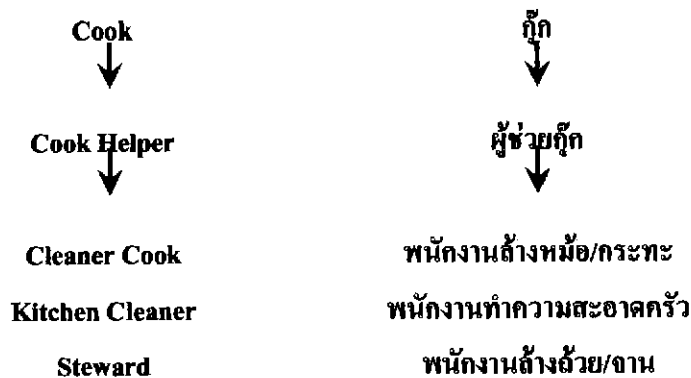 Cook กุ๊ก
Cook Helper ผู้ช่วยกุ๊ก
Cleaner Cook พนักงานล้างหม้อ/กระทะ
Kitchen Cleaner พนักงานทำความสะอาดครัว
Steward พนักงานล้างถ้วย/จาน